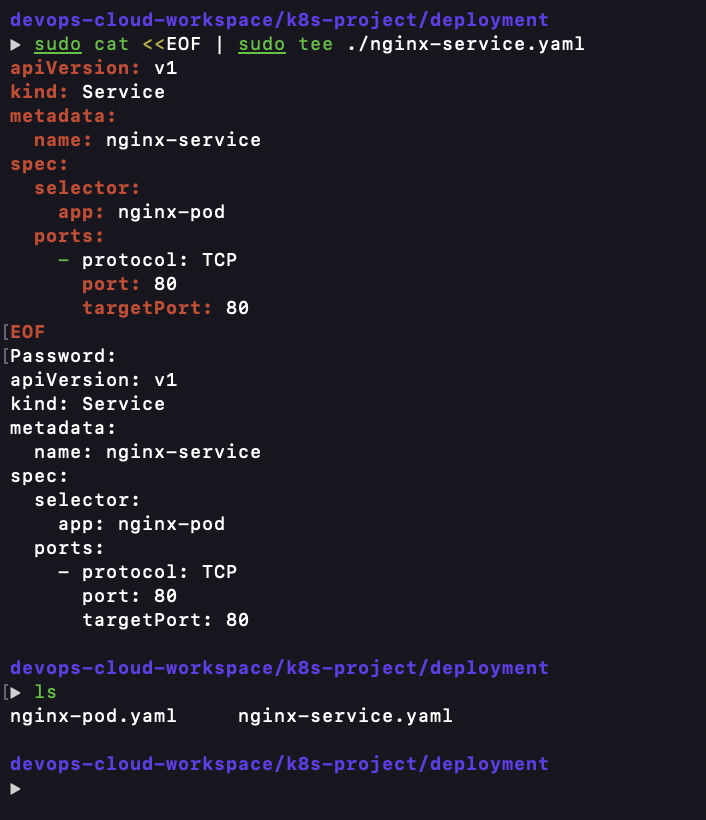 devops-cloud-workspace/k8s-project/deployment
▶ sudo cat <<EOF | sudo tee ./nginx-service.yaml
apiVersion: v1
kind: Service
metadata:
  name: nginx-service
spec:
  selector:
    app: nginx-pod
  ports:
    - protocol: TCP
      port: 80
      targetPort: 80
[EOF
[Password:
apiVersion: v1
kind: Service
metadata:
  name: nginx-service
spec:
  selector:
    app: nginx-pod
  ports:
    - protocol: TCP
      port: 80
      targetPort: 80
devops-cloud-workspace/k8s-project/deployment
[▶ ls
nginx-pod.yaml     nginx-service.yaml
devops-cloud-workspace/k8s-project/deployment
▶